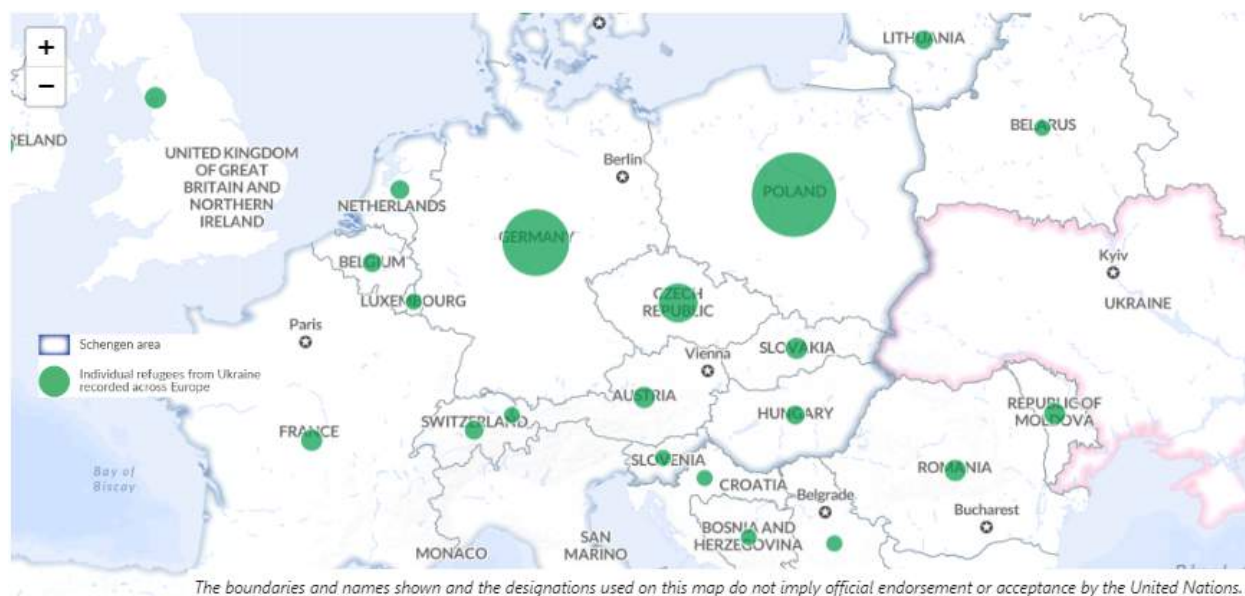 +
−
LITHUANIA
RELAND
BELARUS
UNITED KINGDOM
OF GREAT
BRITAIN AND
NORTHERN
IRELAND
Berlin
POLAND
NETHERLANDS
GERMANY
Kyiv
BELGIUM
UKRAINE
CZECH
REPUBLIC
LUXEMBOURG
Paris
Schengen area
Vienna
SLOVAKIA
Individual refugees from Ukraine
recorded across Europe
AUSTRIA
REPUBLIC OF
MOLDOVA
HUNGARY
SWITZERLAND
FRANCE
SLOVENIA
ROMANIA
Bay of
Biscay
CROATIA
Belgrade
Bucharest
BOSNIA AND
HERZEGOVINA
SAN
MARINO
MONACO
The boundaries and names shown and the designations used on this map do not imply official endorsement or acceptance by the United Nations.